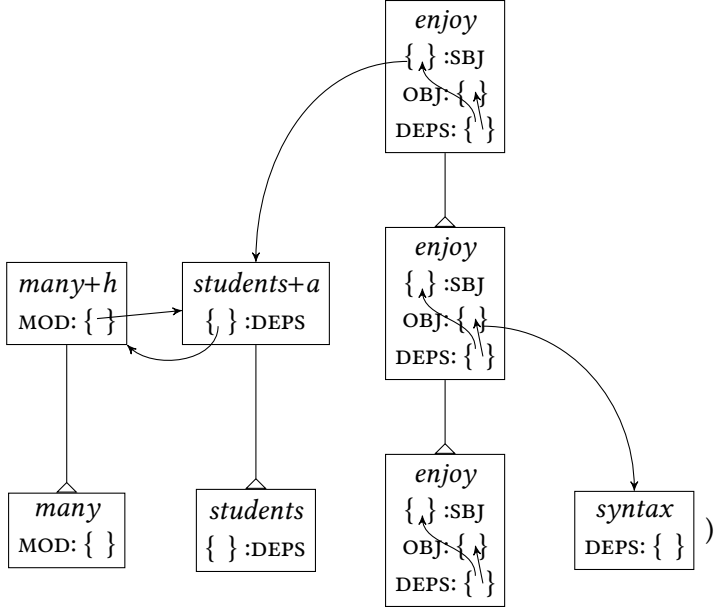 enjoy
{ } :SBJ
OBJ: { }
DEPS: { }
enjoy
{ } :SBJ
OBJ: { }
DEPS: { }
many+h
MOD: { }
students+a
{ } :DEPS
enjoy
{ } :SBJ
OBJ: { }
DEPS: { }
many
MOD: { }
students
{ } :DEPS
syntax
DEPS: { }
)